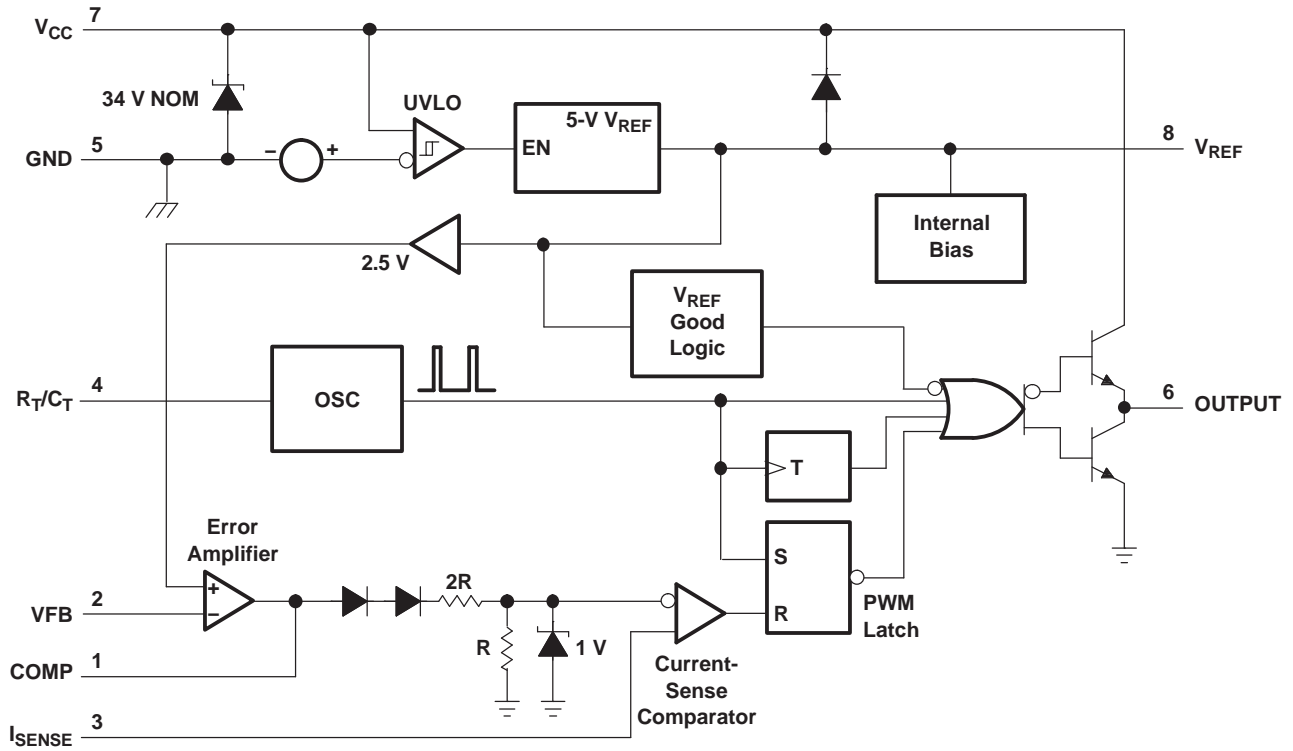 7
V_CC
34 V NOM
UVLO
5-V V_REF
EN
5
GND
− +
8
V_REF
Internal
Bias
2.5 V
V_REF
Good
Logic
4
R_T/C_T
OSC
6
OUTPUT
T
Error
Amplifier
+
−
2
VFB
2R
S
R
PWM
Latch
R
1 V
1
COMP
Current-
Sense
Comparator
3
I_SENSE